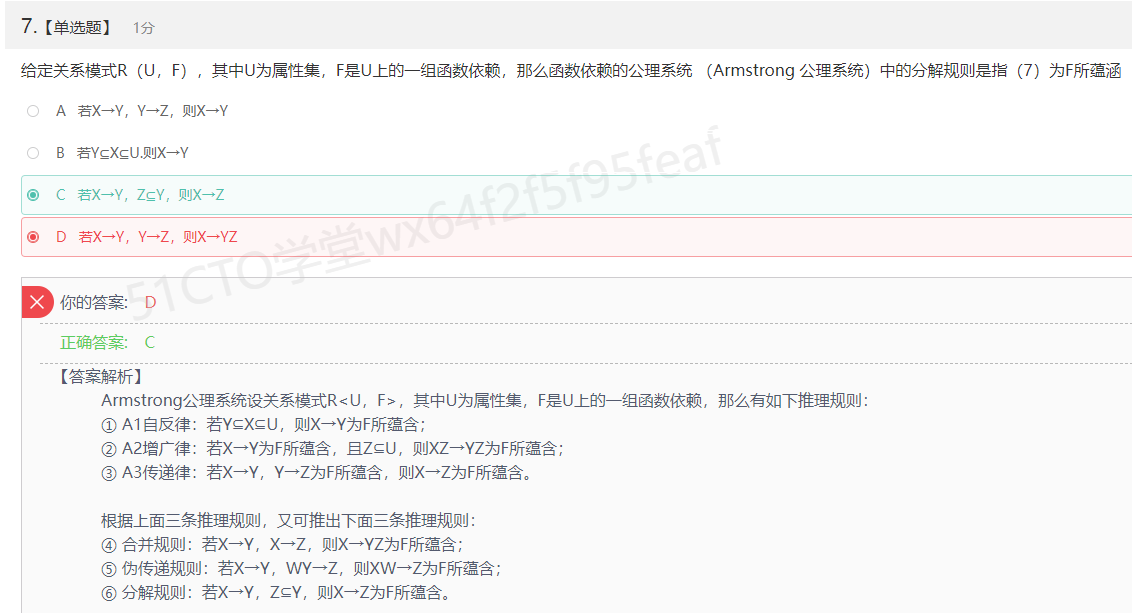 7.【单选题】 1分
给定关系模式R（U，F），其中U为属性集，F是U上的一组函数依赖，那么函数依赖的公理系统 （Armstrong 公理系统）中的分解规则是指（7）为F所蕴涵
A 若X→Y，Y→Z，则X→Y
B 若Y⊆X⊆U.则X→Y
C 若X→Y，Z⊆Y，则X→Z
D 若X→Y，Y→Z，则X→YZ
51CTO学堂wx64f2f5f95feaf
你的答案: D
正确答案: C
【答案解析】
Armstrong公理系统设关系模式R<U，F>，其中U为属性集，F是U上的一组函数依赖，那么有如下推理规则：
① A1自反律：若Y⊆X⊆U，则X→Y为F所蕴含；
② A2增广律：若X→Y为F所蕴含，且Z⊆U，则XZ→YZ为F所蕴含；
③ A3传递律：若X→Y，Y→Z为F所蕴含，则X→Z为F所蕴含。
根据上面三条推理规则，又可推出下面三条推理规则：
④ 合并规则：若X→Y，X→Z，则X→YZ为F所蕴含；
⑤ 伪传递规则：若X→Y，WY→Z，则XW→Z为F所蕴含；
⑥ 分解规则：若X→Y，Z⊆Y，则X→Z为F所蕴含。